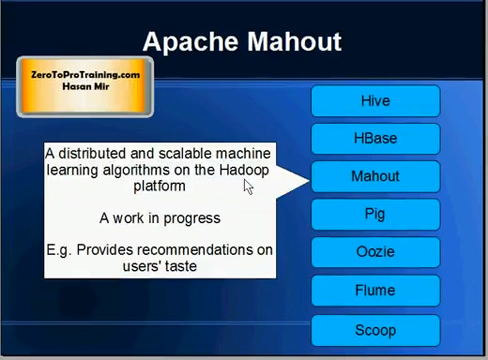 Apache Mahout
ZeroToProTraining.com
Hasan Mir
A distributed and scalable machine
learning algorithms on the Hadoop
platform
A work in progress
E.g. Provides recommendations on
users' taste
Hive
HBase
Mahout
Pig
Oozie
Flume
Scoop